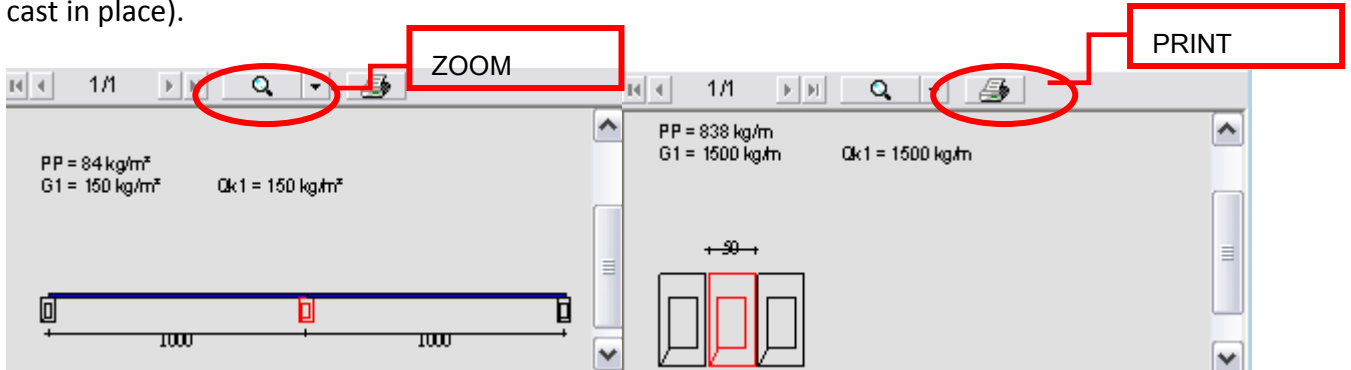 cast in place).
PRINT
ZOOM
1/1
1/1
PP = 84 kg/m²
G1 = 150 kg/m² Qk1 = 150 kg/m²
1000 1000
PP = 838 kg/m
G1 = 1500 kg/m Qk1 = 1500 kg/m
50